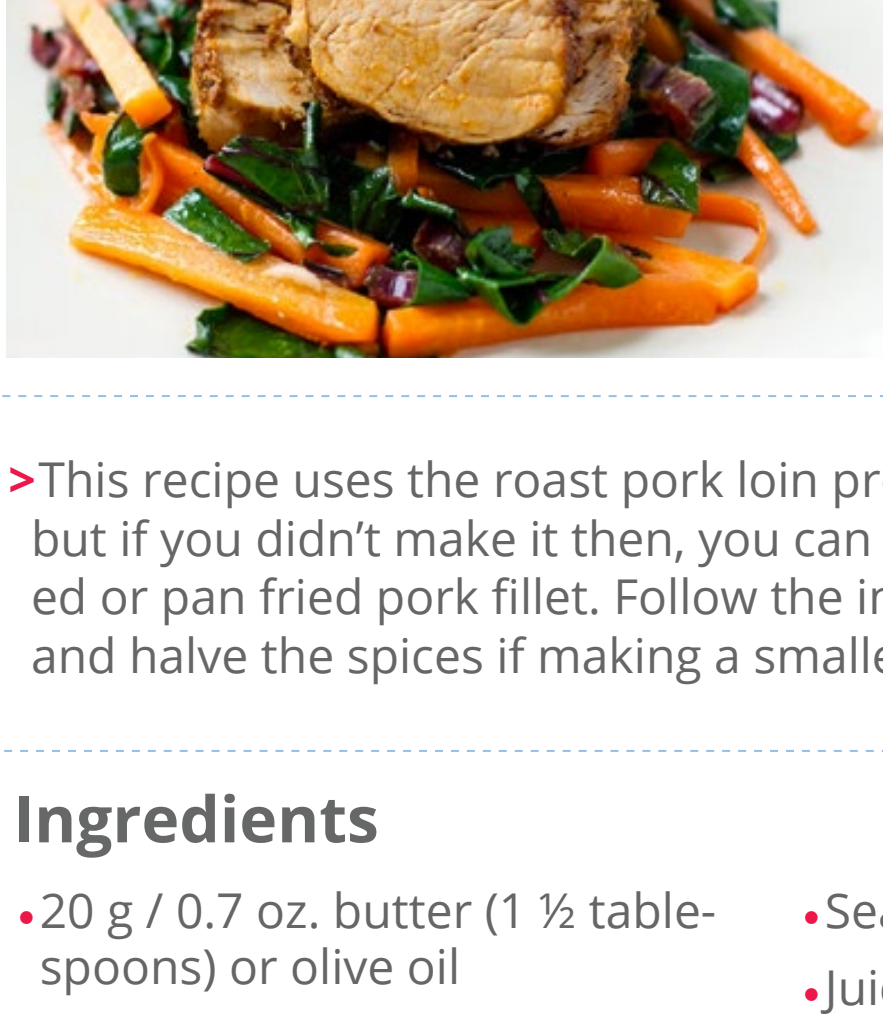 >This recipe uses the roast pork loin
but if you didn’t make it then, you can
ed or pan fried pork fillet. Follow the
and halve the spices if making a
Ingredients
•20 g / 0.7 oz. butter (1 ½ table-
spoons) or olive oil